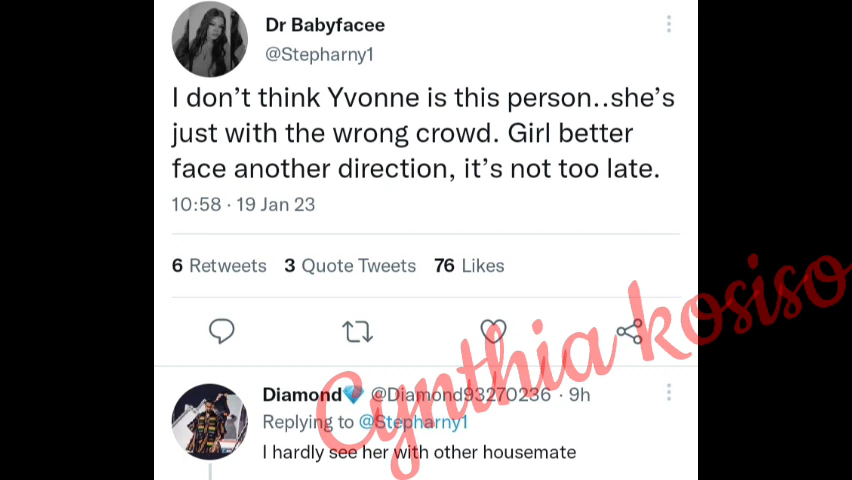 Dr Babyfacee
@Stepharny1
I don't think Yvonne is this person..she's
just with the wrong crowd. Girl better
face another direction, it's not too late.
10:58 · 19 Jan 23
6 Retweets 3 Quote Tweets 76 Likes
Cynthia kosiso
Diamond💎 @Diamond93270236 · 9h
Replying to @Stepharny1
I hardly see her with other housemate